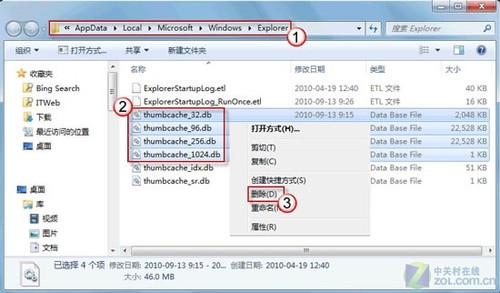 « AppData ▸ Local ▸ Microsoft ▸ Windows ▸ Explorer
1
搜索 Explorer
组织 打开方式... 共享 新建文件夹
收藏夹
Bing Search
ITWeb
下载
最近访问的位置
桌面
桌面
库
视频
图片
文档
名称 修改日期 类型 大小
ExplorerStartupLog.etl 2010-04-19 12:40 ETL 文件 40 KB
ExplorerStartupLog_RunOnce.etl 2010-09-13 9:26 ETL 文件 16 KB
2
thumbcache_32.db 2010-09-13 9:15 Data Base File 2,048 KB
thumbcache_96.db Data Base File 22,528 KB
thumbcache_256.db Data Base File 22,528 KB
thumbcache_1024.db Data Base File 1 KB
thumbcache_idx.db Data Base File 51 KB
thumbcache_sr.db Data Base File 1 KB
打开方式(H)...
剪切(T)
复制(C)
创建快捷方式(S)
删除(D)
3
重命名(M)
属性(R)
已选择 4 个项 修改日期: 2010-09-13 9:15 - 20... 创建日期: 2010-04-19 12:40
大小: 46.0 MB
中关村在线
zol.com.cn